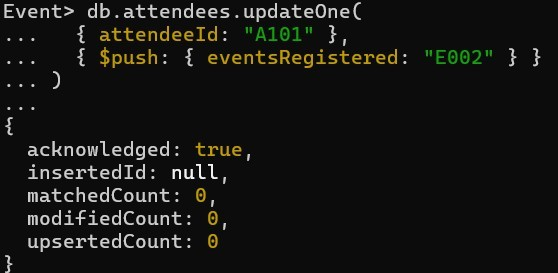 Event> db.attendees.updateOne(
...   { attendeeId: "A101" },
...   { $push: { eventsRegistered: "E002" } }
... )
...
{
  acknowledged: true,
  insertedId: null,
  matchedCount: 0,
  modifiedCount: 0,
  upsertedCount: 0
}